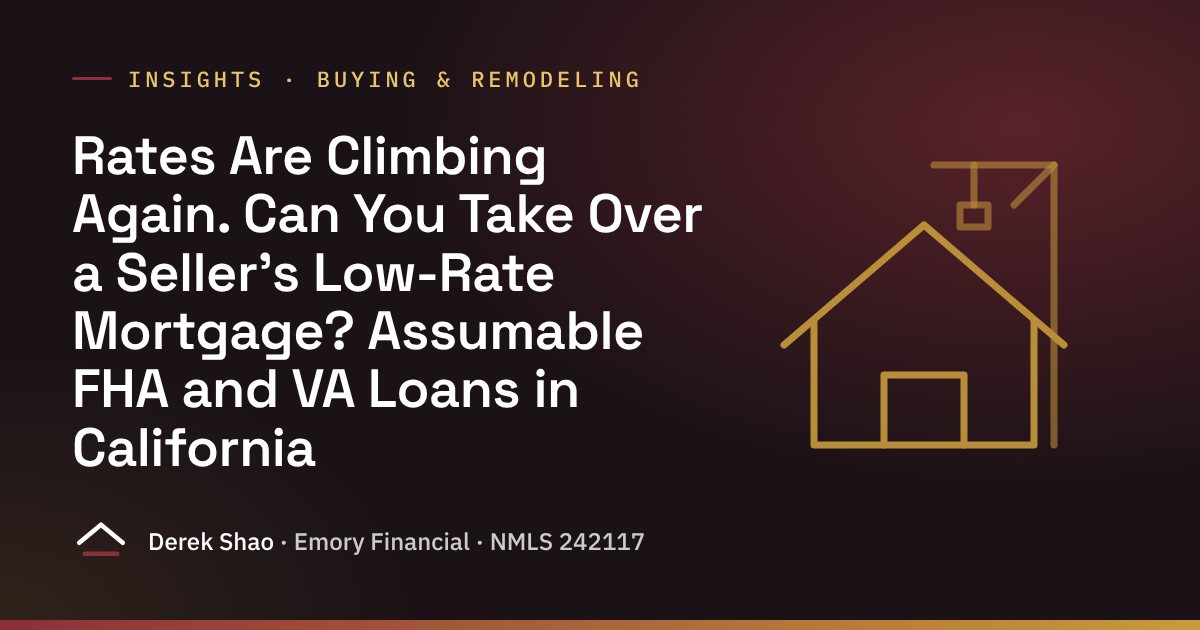 INSIGHTS · BUYING & REMODELING
Rates Are Climbing
Again. Can You Take Over
a Seller’s Low-Rate
Mortgage? Assumable
FHA and VA Loans in
California
Derek Shao · Emory Financial · NMLS 242117